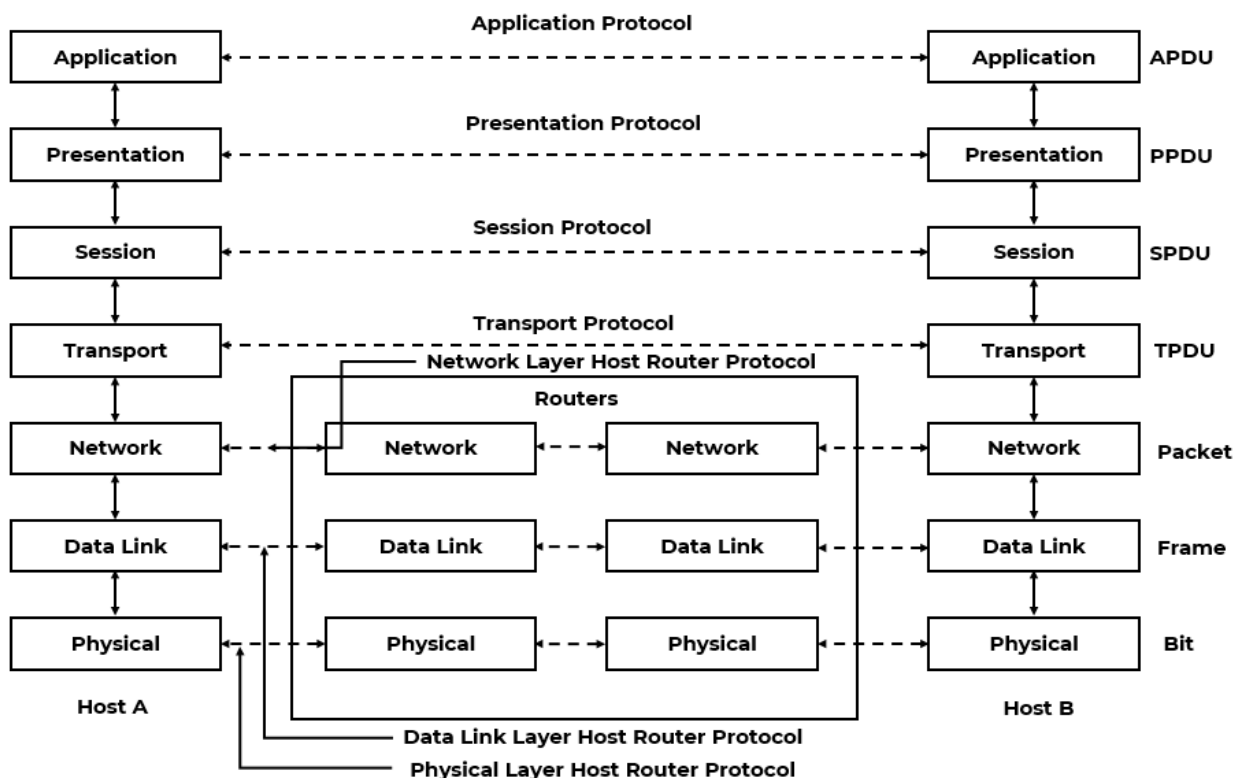 Application Protocol
Application
Application
APDU
Presentation Protocol
Presentation
Presentation
PPDU
Session Protocol
Session
Session
SPDU
Transport Protocol
Transport
Transport
TPDU
Network Layer Host Router Protocol
Routers
Network
Network
Network
Network
Packet
Data Link
Data Link
Data Link
Data Link
Frame
Physical
Physical
Physical
Physical
Bit
Host A
Host B
Data Link Layer Host Router Protocol
Physical Layer Host Router Protocol